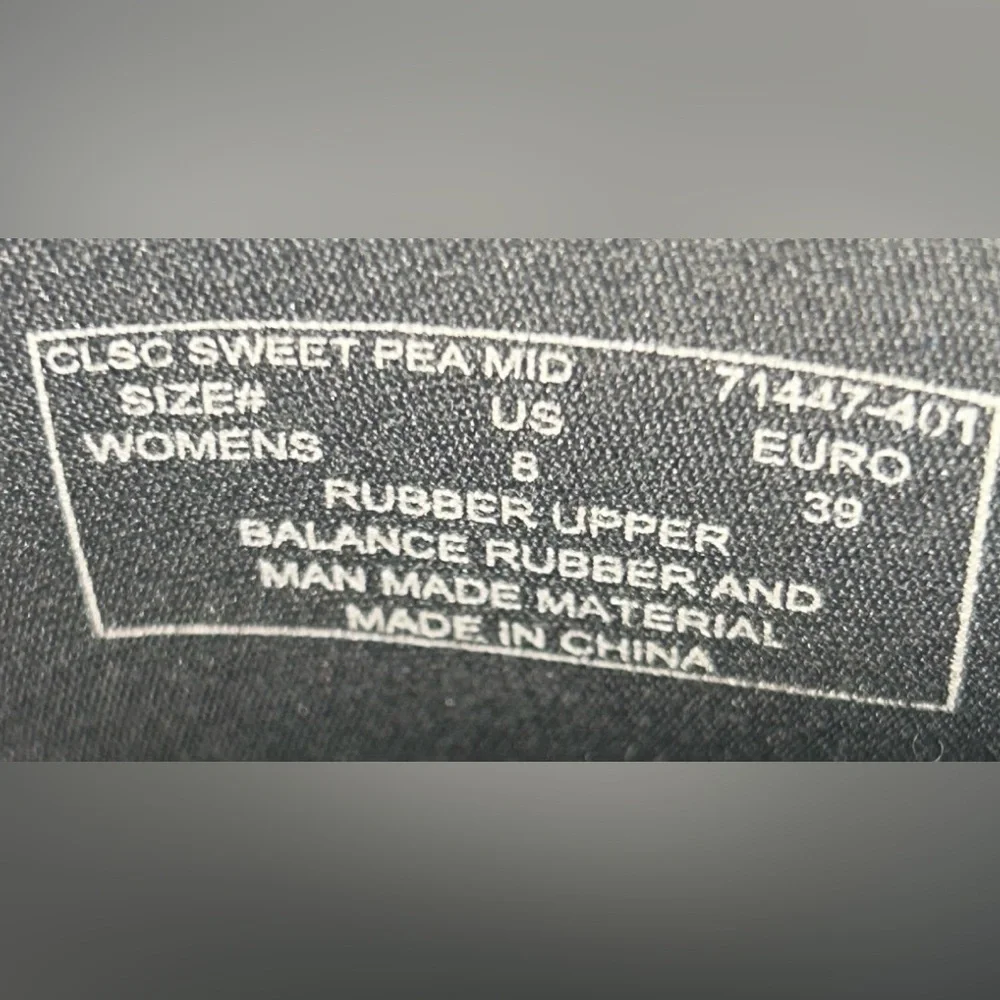 CLSC SWEET PEA MID 71447-401
SIZE# US EURO
WOMENS 8 39
RUBBER UPPER
BALANCE RUBBER AND
MAN MADE MATERIAL
MADE IN CHINA